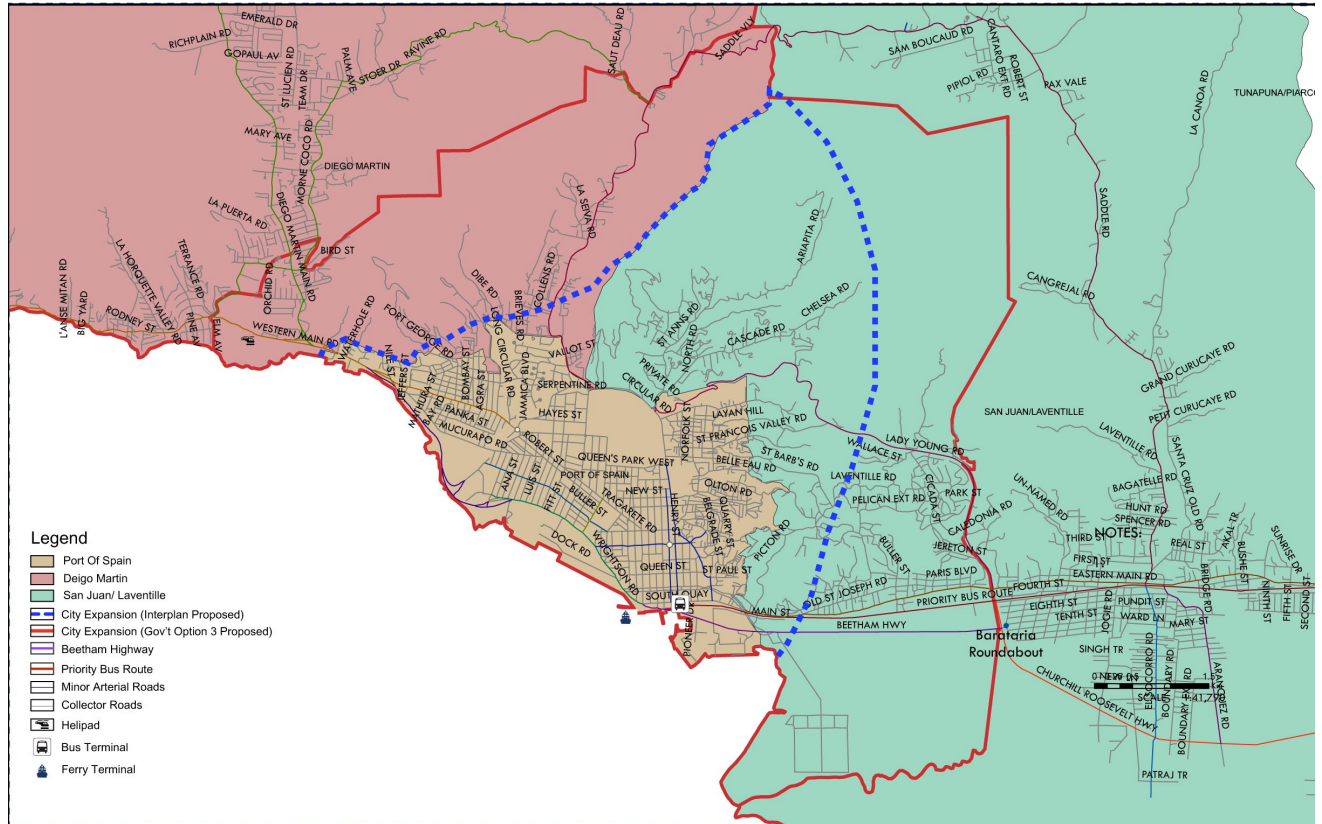 EMERALD DR
RICHPLAIN RD
GOPAUL AV
ST LUCIEN RD
TEAM DR
PALM AVE
STOER DR
RAVINE RD
SAUT DEAU RD
SADDLE VLY
SAM BOUCAUD RD
CANTARO EXT RD
ROBERT ST
PIPIOL RD
PAX VALE
LA CANOA RD
TUNAPUNA/PIARCO
MARY AVE
MORNE COCO RD
DIEGO MARTIN
LA PUERTA RD
DIEGO MARTIN MAIN RD
BIRD ST
LA SEIVA RD
ARIAPITA RD
SADDLE RD
L'ANSE MITAN RD
BIG YARD
LA HORQUETTE VALLEY RD
TERRANCE RD
RODNEY ST
PINE AV
ELM AV
ORCHID RD
WESTERN MAIN RD
WATERHOLE RD
FORT GEORGE RD
DIBE RD
LONG CIRCULAR RD
BRIEVES RD
COLLENS RD
VALLOT ST
ST ANNS RD
NORTH RD
CASCADE RD
CHELSEA RD
CANGREJAL RD
GRAND CURUCAYE RD
PETIT CURUCAYE RD
NILE ST
JEFFERS ST
MATHURA ST
BAY RD
BOMBAY ST
AGRA ST
JAMAICA BLVD
SERPENTINE RD
PRIVATE RD
CIRCULAR RD
HAYES ST
PANKA ST
MUCURAPO RD
ROBERT ST
NORFOLK ST
LAYAN HILL
ST FRANCOIS VALLEY RD
SAN JUAN/LAVENTILLE
LAVENTILLE RD
WALLACE ST
LADY YOUNG RD
QUEEN'S PARK WEST
BELLE EAU RD
ST BARB'S RD
PORT OF SPAIN
LAVENTILLE RD
SANTA CRUZ OLD RD
ANA ST
LUIS ST
FITT ST
BULLER ST
TRAGARETE RD
NEW ST
HENRY ST
OLTON RD
BELGRADE ST
QUARRY ST
PELICAN EXT RD
CICADA ST
PARK ST
UN-NAMED RD
BAGATELLE RD
HUNT RD
SPENCER RD
CALEDONIA RD
THIRD ST
NOTES:
REAL ST
AKAL TR
BUSHE ST
SUNRISE DR
DOCK RD
WRIGHTSON RD
QUEEN ST
ST PAUL ST
PICTON RD
BULLER ST
JERETON ST
PARIS BLVD
FIRST ST
EASTERN MAIN RD
FOURTH ST
BRIDGE RD
SOUTH QUAY
OLD ST JOSEPH RD
MAIN ST
PRIORITY BUS ROUTE
EIGHTH ST
PUNDIT ST
TENTH ST
JOGIE RD
WARD LN
MARY ST
NINTH ST
FIFTH ST
SECOND ST
BEETHAM HWY
PIONEER DR
Barataria
Roundabout
SINGH TR
CHURCHILL ROOSEVELT HWY
EL SOCORRO RD
BOUNDARY RD
BOUNDARY EXT RD
ARANGUEZ RD
SCALE
PATRAJ TR
Legend
Port Of Spain
Deigo Martin
San Juan/ Laventille
City Expansion (Interplan Proposed)
City Expansion (Gov't Option 3 Proposed)
Beetham Highway
Priority Bus Route
Minor Arterial Roads
Collector Roads
Helipad
Bus Terminal
Ferry Terminal